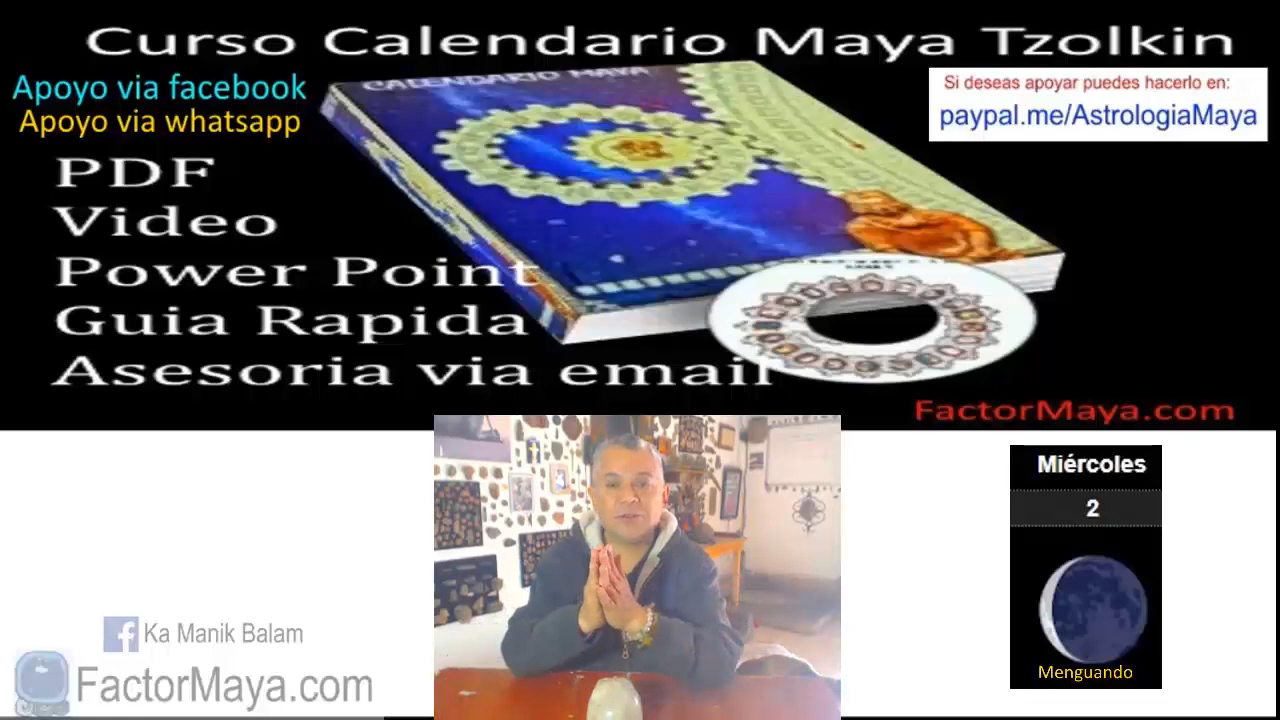 Curso Calendario Maya Tzolkin
Apoyo via facebook
Apoyo via whatsapp
CALENDARIO MAYA
Si deseas apoyar puedes hacerlo en:
paypal.me/AstrologiaMaya
PDF
Video
Power Point
Guia Rapida
Asesoria via email
FactorMaya.com
Miércoles
2
Menguando
Ka Manik Balam
FactorMaya.com